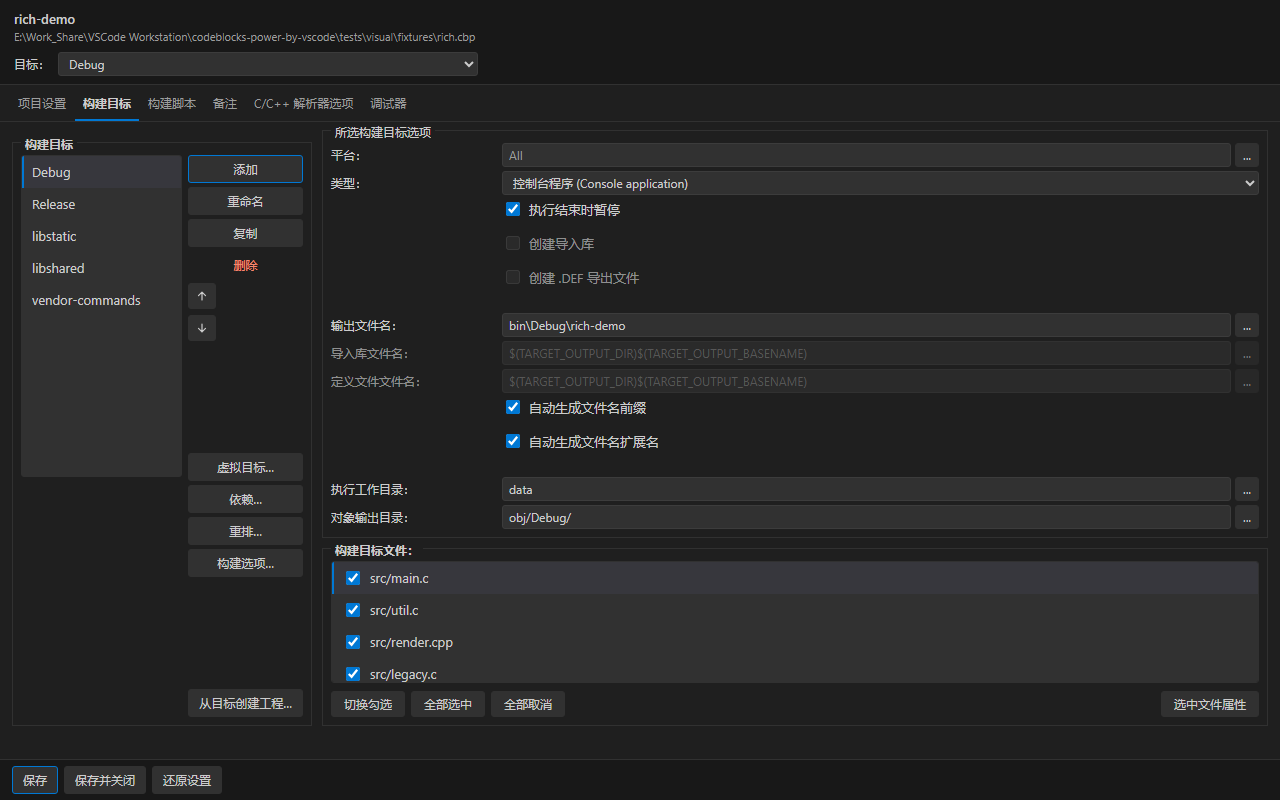 rich-demo
E:\Work_Share\VSCode Workstation\codeblocks-power-by-vscode\tests\visual\fixtures\rich.cbp
目标： Debug
项目设置 构建目标 构建脚本 备注 C/C++ 解析器选项 调试器
构建目标
Debug
Release
libstatic
libshared
vendor-commands
添加
重命名
复制
删除
↑
↓
虚拟目标...
依赖...
重排...
构建选项...
从目标创建工程...
所选构建目标选项
平台： All ...
类型： 控制台程序 (Console application)
执行结束时暂停
创建导入库
创建 .DEF 导出文件
输出文件名： bin\Debug\rich-demo ...
导入库文件名： $(TARGET_OUTPUT_DIR)$(TARGET_OUTPUT_BASENAME) ...
定义文件文件名： $(TARGET_OUTPUT_DIR)$(TARGET_OUTPUT_BASENAME) ...
自动生成文件名前缀
自动生成文件名扩展名
执行工作目录： data ...
对象输出目录： obj/Debug/ ...
构建目标文件：
src/main.c
src/util.c
src/render.cpp
src/legacy.c
切换勾选 全部选中 全部取消 选中文件属性
保存 保存并关闭 还原设置